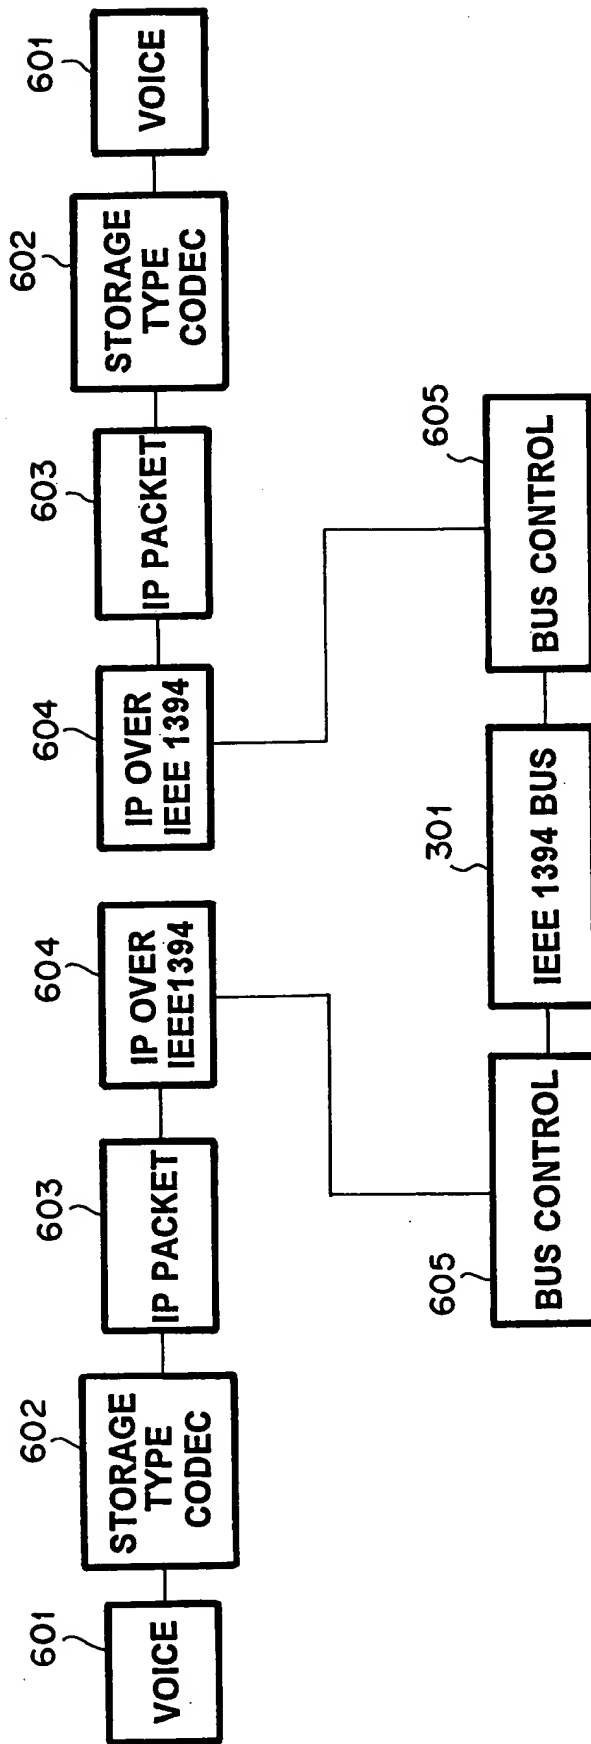 601
VOICE
602
STORAGE
TYPE
CODEC
603
IP PACKET
604
IP OVER
IEEE1394
604
IP OVER
IEEE 1394
603
IP PACKET
602
STORAGE
TYPE
CODEC
601
VOICE
605
BUS CONTROL
301
IEEE 1394 BUS
605
BUS CONTROL